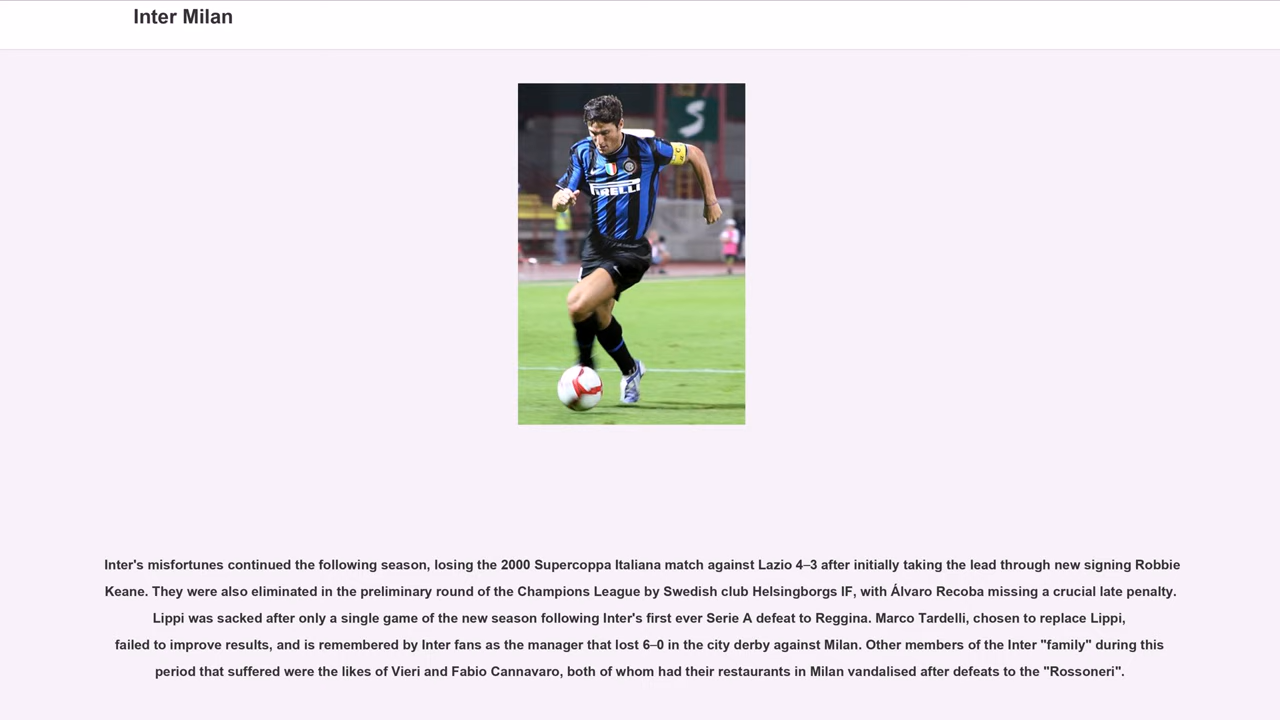 Inter Milan
S
PIRELLI
Inter's misfortunes continued the following season, losing the 2000 Supercoppa Italiana match against Lazio 4–3 after initially taking the lead through new signing Robbie
Keane. They were also eliminated in the preliminary round of the Champions League by Swedish club Helsingborgs IF, with Álvaro Recoba missing a crucial late penalty.
Lippi was sacked after only a single game of the new season following Inter's first ever Serie A defeat to Reggina. Marco Tardelli, chosen to replace Lippi,
failed to improve results, and is remembered by Inter fans as the manager that lost 6–0 in the city derby against Milan. Other members of the Inter "family" during this
period that suffered were the likes of Vieri and Fabio Cannavaro, both of whom had their restaurants in Milan vandalised after defeats to the "Rossoneri".